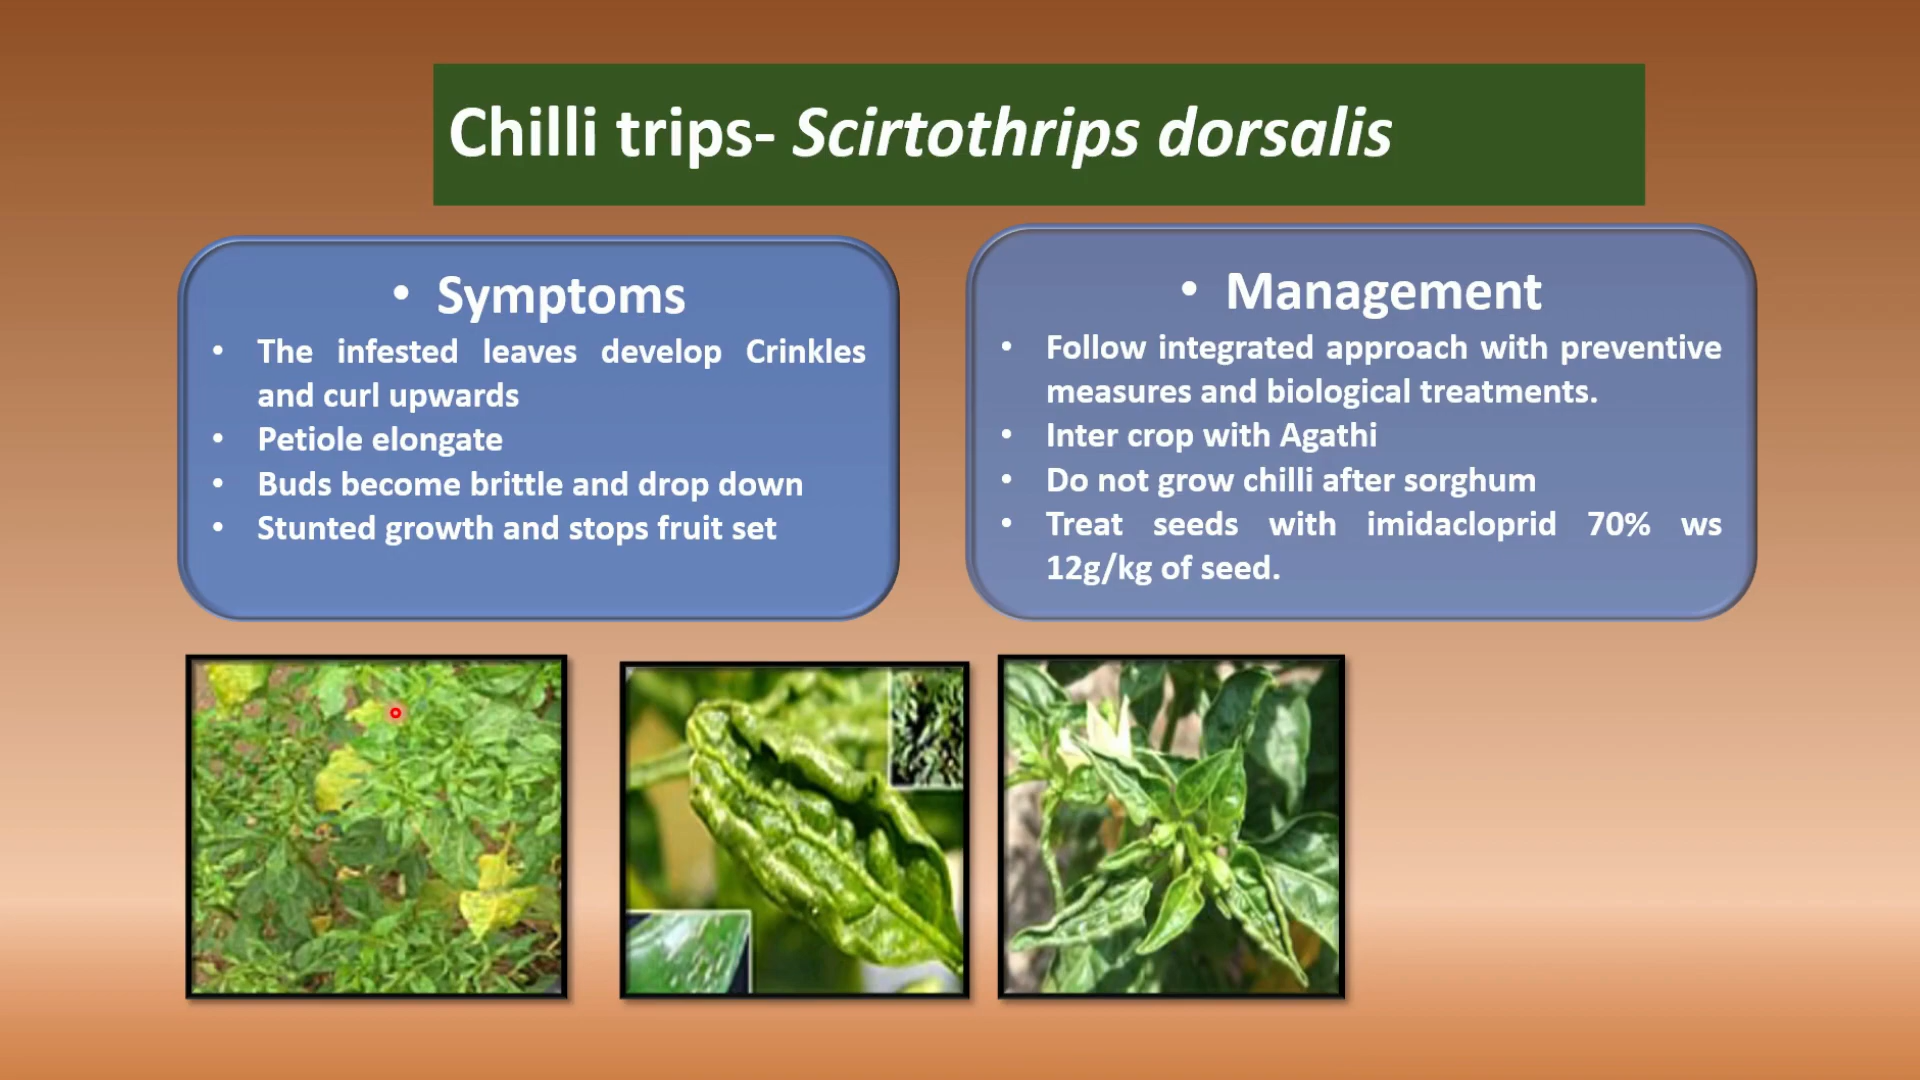 Chilli trips- Scirtothrips dorsalis
• Symptoms
• The infested leaves develop Crinkles
and curl upwards
• Petiole elongate
• Buds become brittle and drop down
• Stunted growth and stops fruit set
• Management
• Follow integrated approach with preventive
measures and biological treatments.
• Inter crop with Agathi
• Do not grow chilli after sorghum
• Treat seeds with imidacloprid 70% ws
12g/kg of seed.